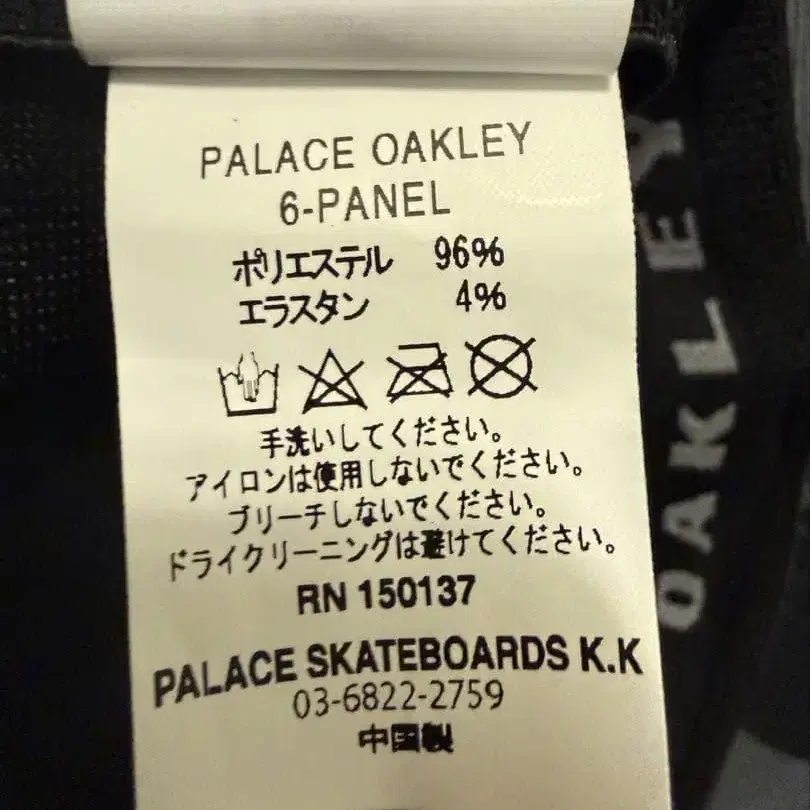 PALACE OAKLEY
6-PANEL
ポリエステル 96%
エラスタン 4%
手洗いしてください。
アイロンは使用しないでください。
ブリーチしないでください。
ドライクリーニングは避けてください。
RN 150137
PALACE SKATEBOARDS K.K
03-6822-2759
中国製
OAKLEY